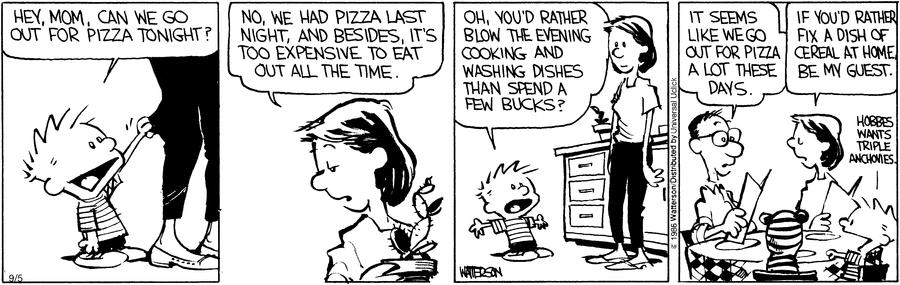 HEY, MOM, CAN WE GO
OUT FOR PIZZA TONIGHT?
9/5
NO, WE HAD PIZZA LAST
NIGHT, AND BESIDES, IT'S
TOO EXPENSIVE TO EAT
OUT ALL THE TIME.
OH, YOU'D RATHER
BLOW THE EVENING
COOKING AND
WASHING DISHES
THAN SPEND A
FEW BUCKS?
WATTERSON
© 1986 Watterson/Distributed by Universal Uclick
IT SEEMS
LIKE WE GO
OUT FOR PIZZA
A LOT THESE
DAYS.
IF YOU'D RATHER
FIX A DISH OF
CEREAL AT HOME,
BE MY GUEST.
HOBBES
WANTS
TRIPLE
ANCHOVIES.